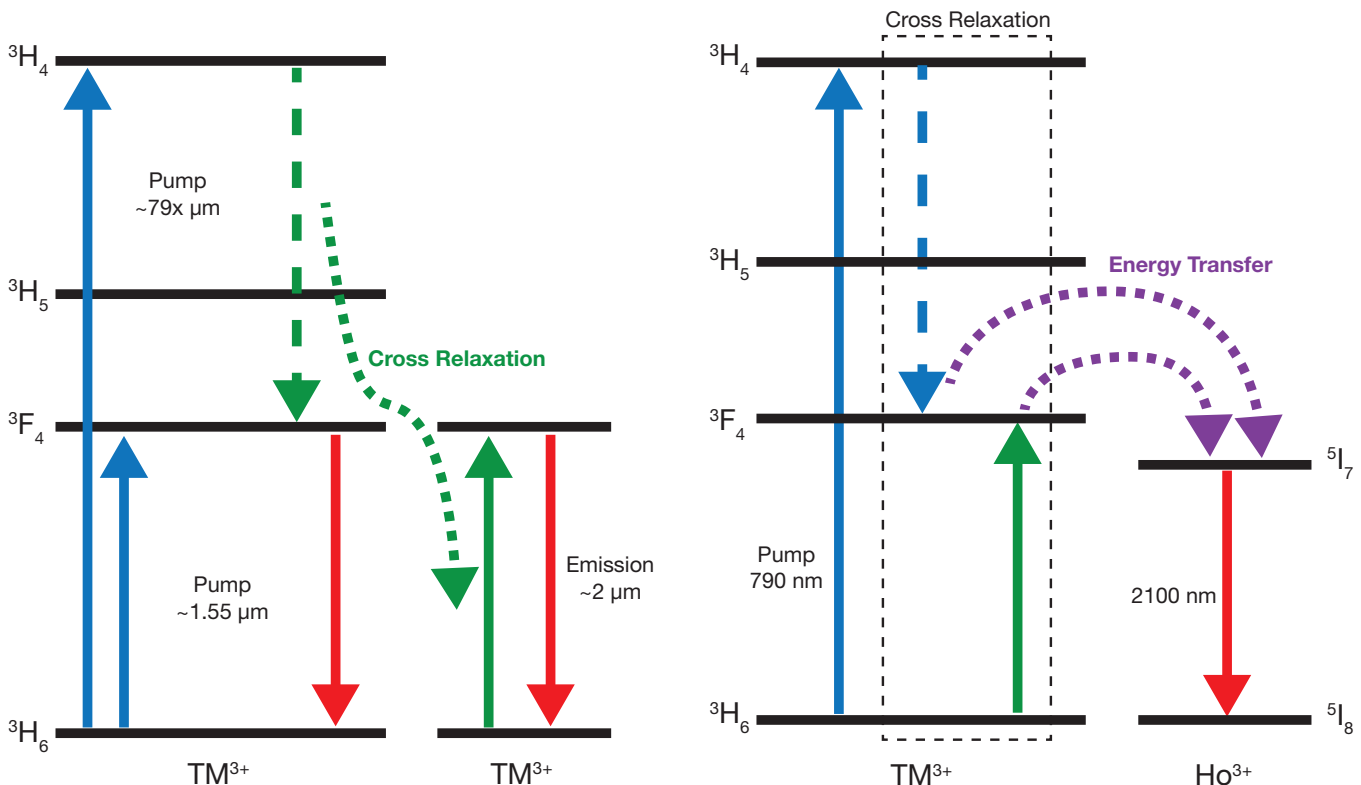 ³H₄
Pump
~79x µm
³H₅
Cross Relaxation
³F₄
Pump
~1.55 µm
Emission
~2 µm
³H₆
TM³⁺
TM³⁺
Cross Relaxation
³H₄
³H₅
Energy Transfer
³F₄
⁵I₇
Pump
790 nm
2100 nm
³H₆
⁵I₈
TM³⁺
Ho³⁺